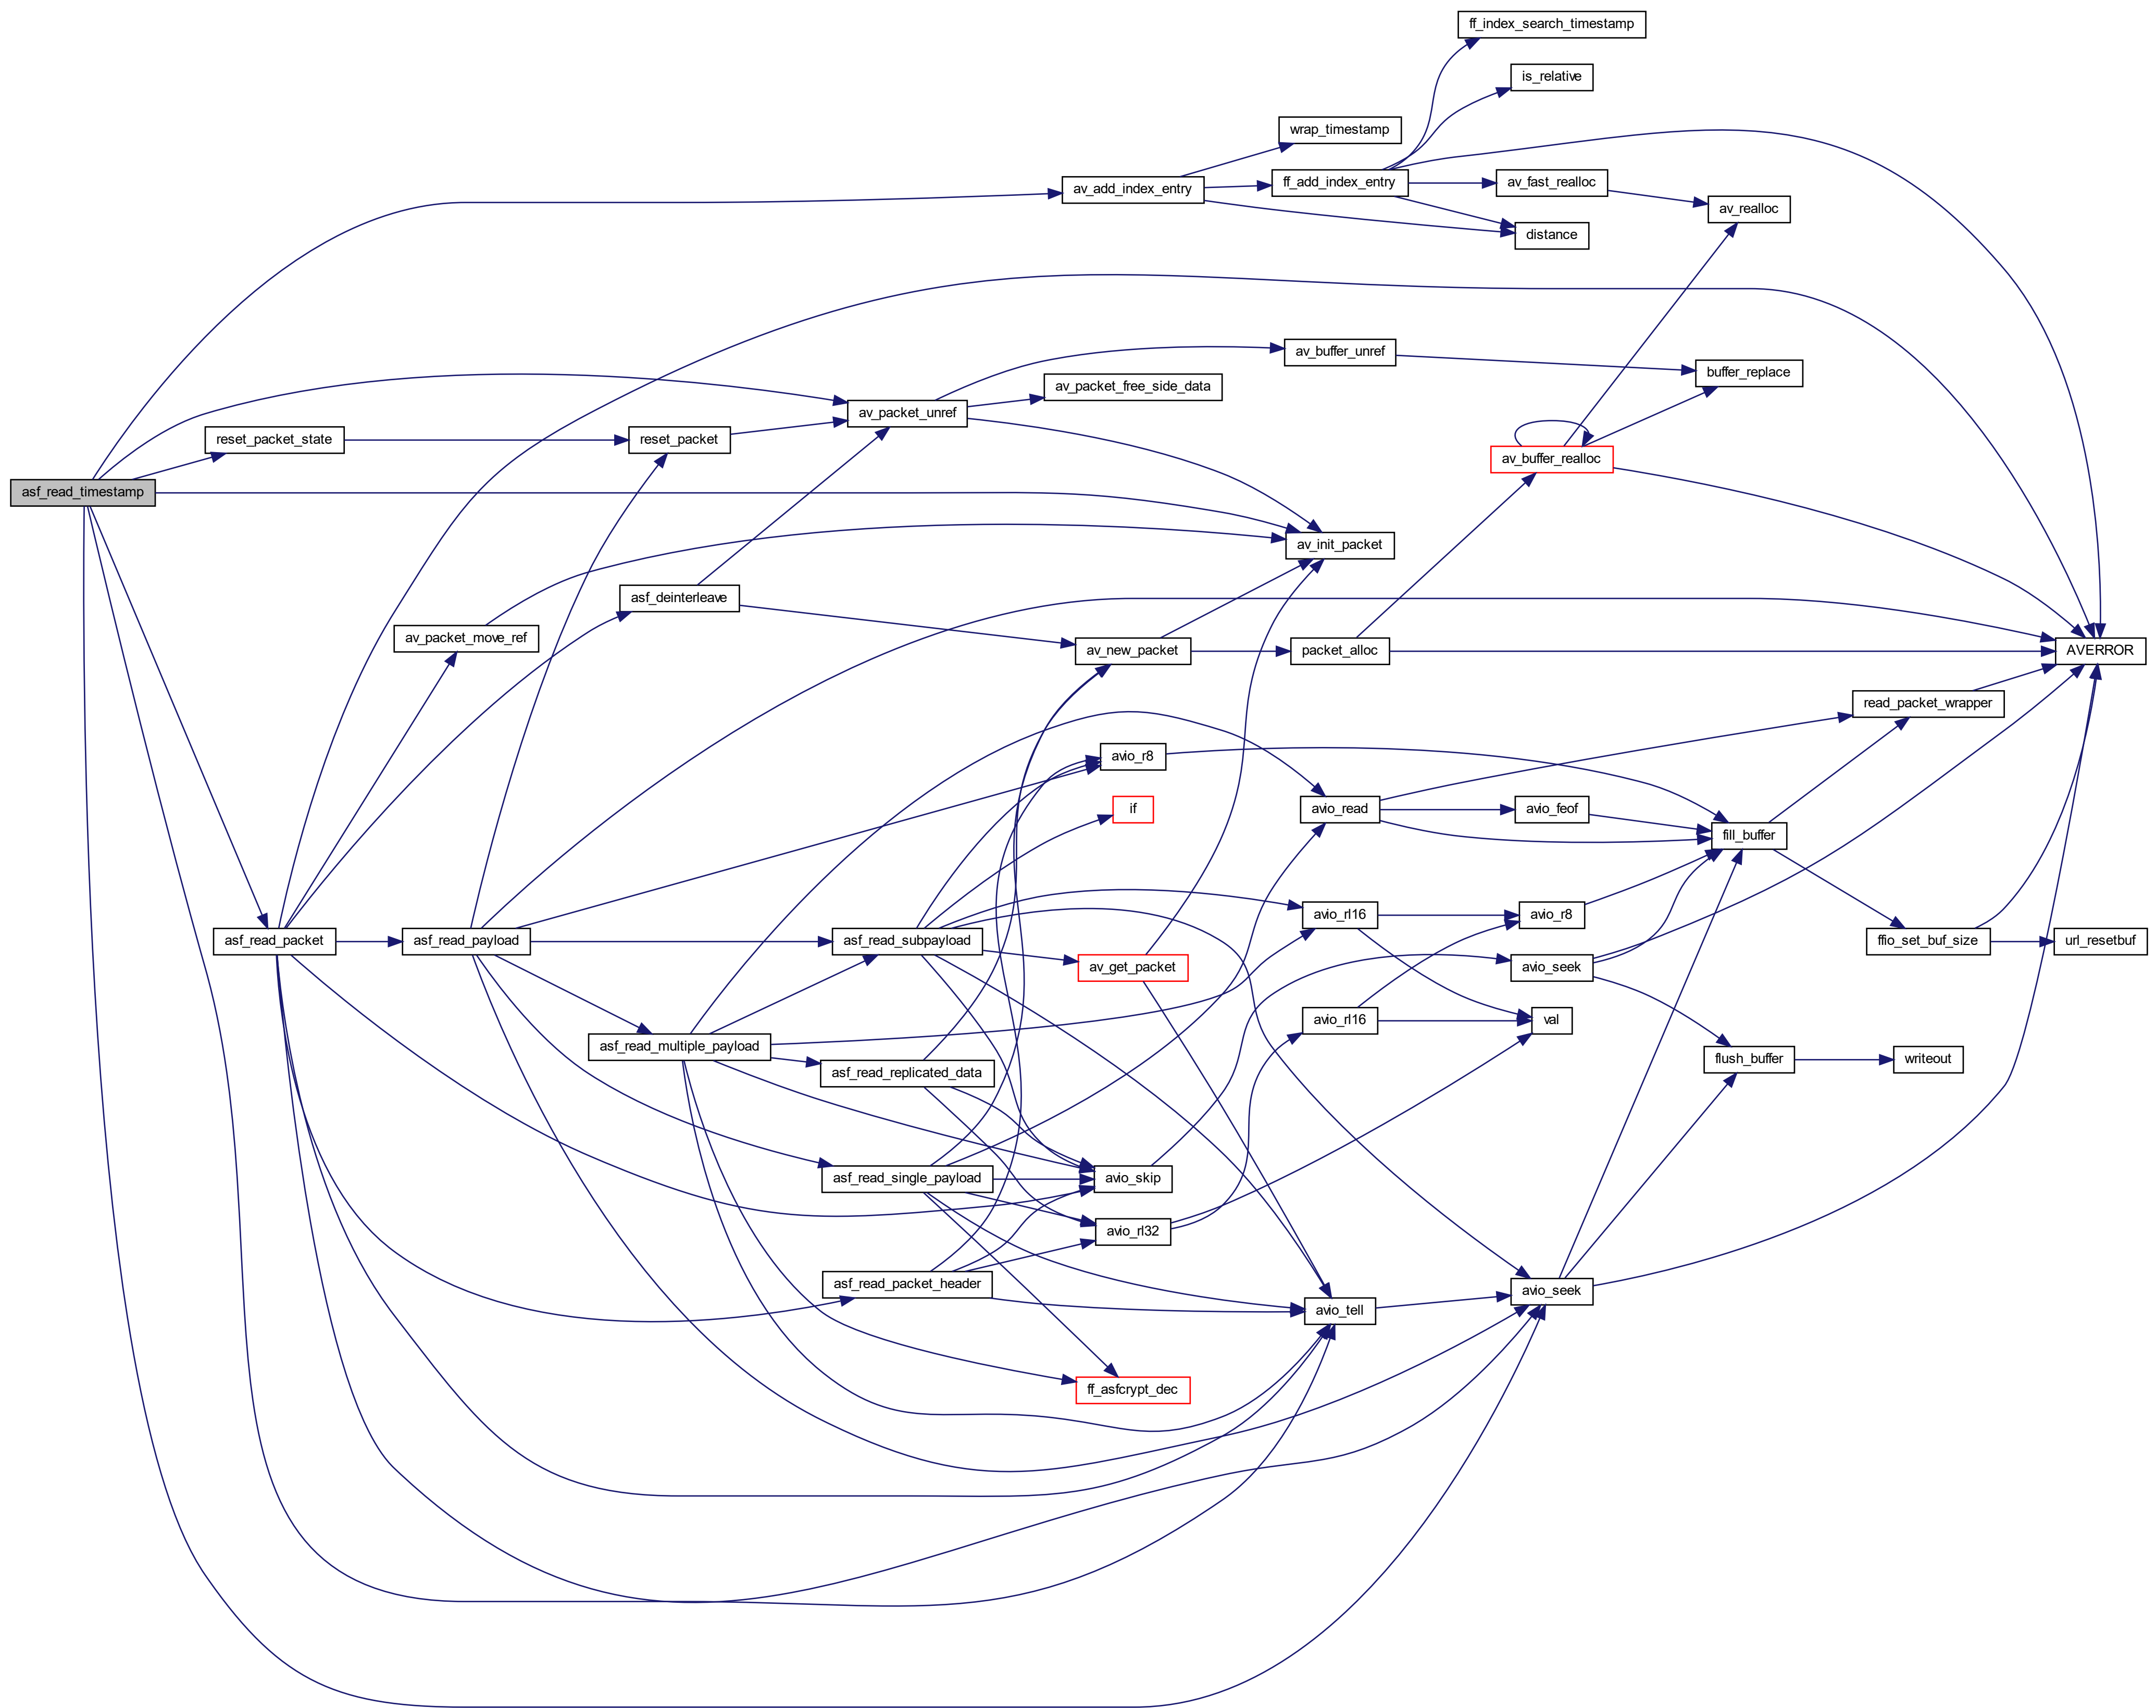 ff_index_search_timestamp
is_relative
wrap_timestamp
av_add_index_entry
ff_add_index_entry
av_fast_realloc
av_realloc
distance
av_buffer_unref
buffer_replace
av_packet_free_side_data
av_packet_unref
reset_packet_state
reset_packet
av_buffer_realloc
asf_read_timestamp
av_init_packet
asf_deinterleave
av_packet_move_ref
av_new_packet
packet_alloc
AVERROR
read_packet_wrapper
avio_r8
if
avio_read
avio_feof
fill_buffer
avio_rl16
avio_r8
asf_read_packet
asf_read_payload
asf_read_subpayload
ffio_set_buf_size
url_resetbuf
av_get_packet
avio_seek
avio_rl16
val
asf_read_multiple_payload
flush_buffer
writeout
asf_read_replicated_data
asf_read_single_payload
avio_skip
avio_rl32
asf_read_packet_header
avio_seek
avio_tell
ff_asfcrypt_dec